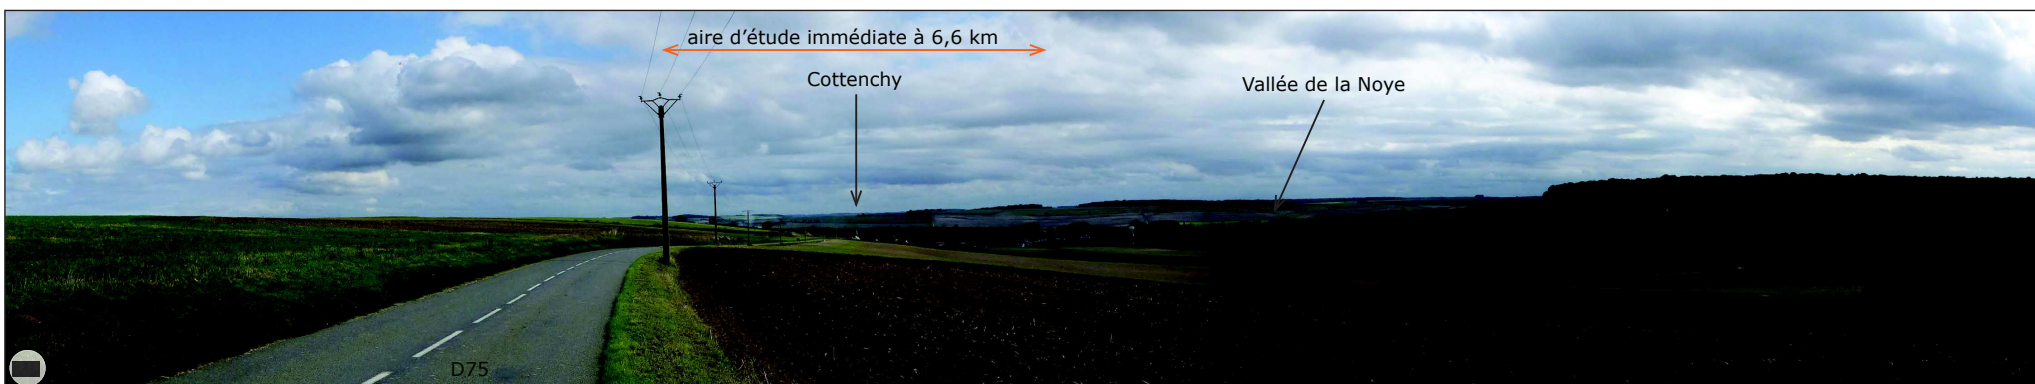 aire d'étude immédiate à 6,6 km
Cottenchy
Vallée de la Noye
D75